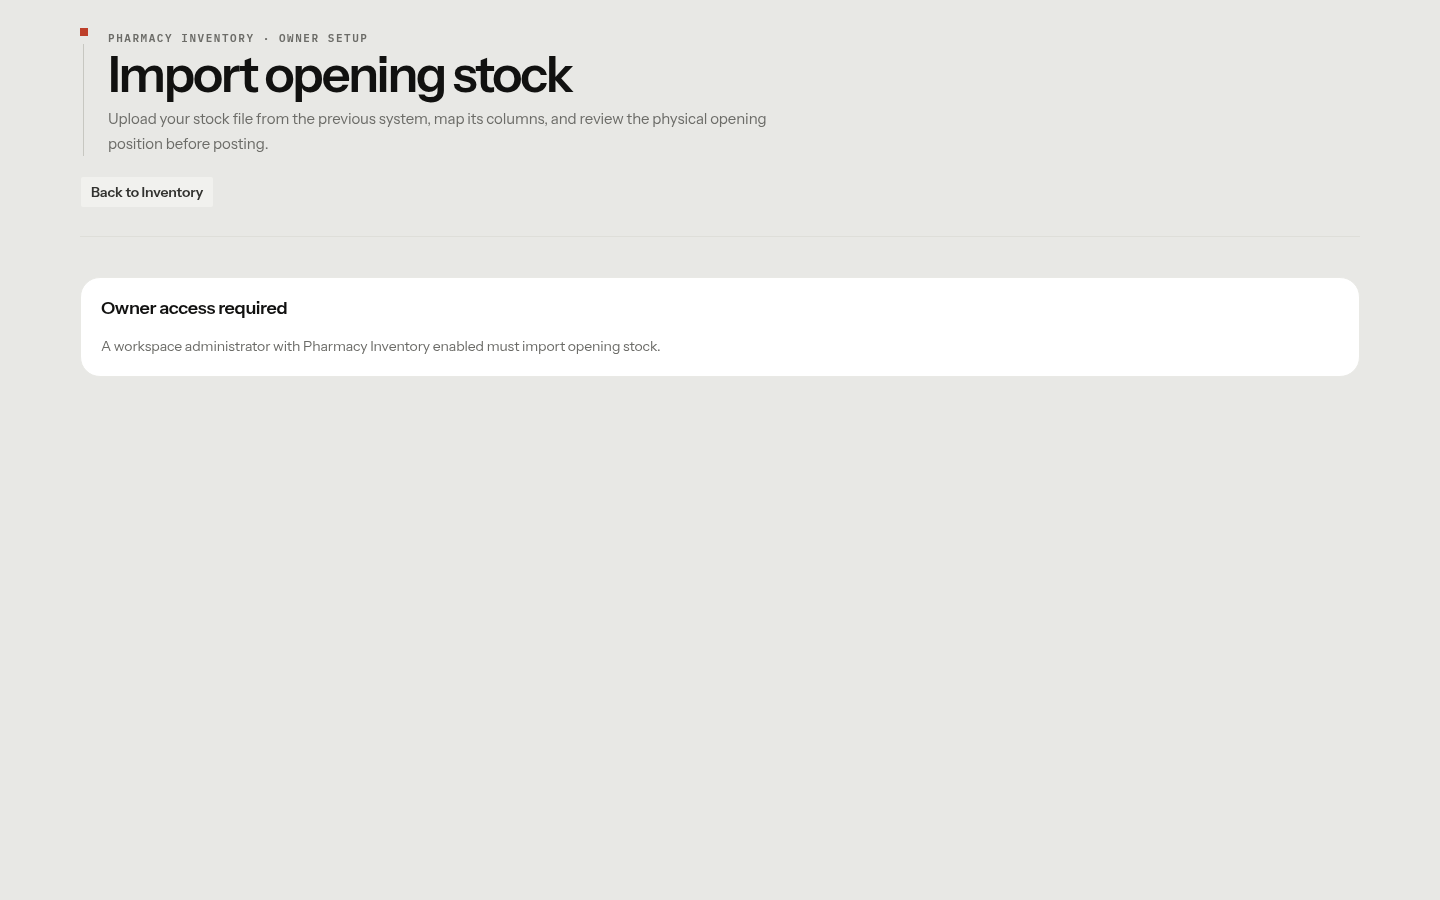 PHARMACY INVENTORY · OWNER SETUP
Import opening stock
Upload your stock file from the previous system, map its columns, and review the physical opening
position before posting.
Back to Inventory
Owner access required
A workspace administrator with Pharmacy Inventory enabled must import opening stock.